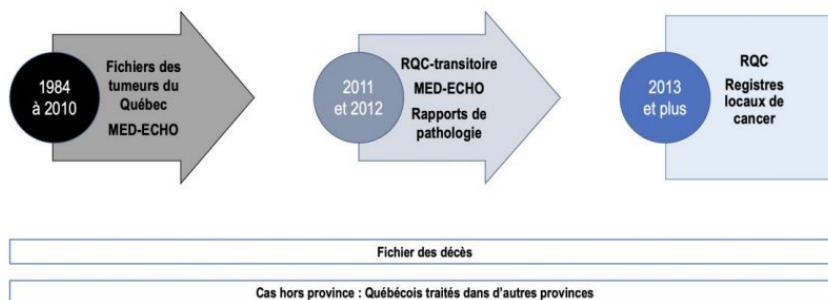 1984
à 2010
Fichiers des
tumeurs du
Québec
MED-ECHO
2011
et 2012
RQC-transitoire
MED-ECHO
Rapports de
pathologie
2013
et plus
RQC
Registres
locaux de
cancer
Fichier des décès
Cas hors province : Québécois traités dans d'autres provinces